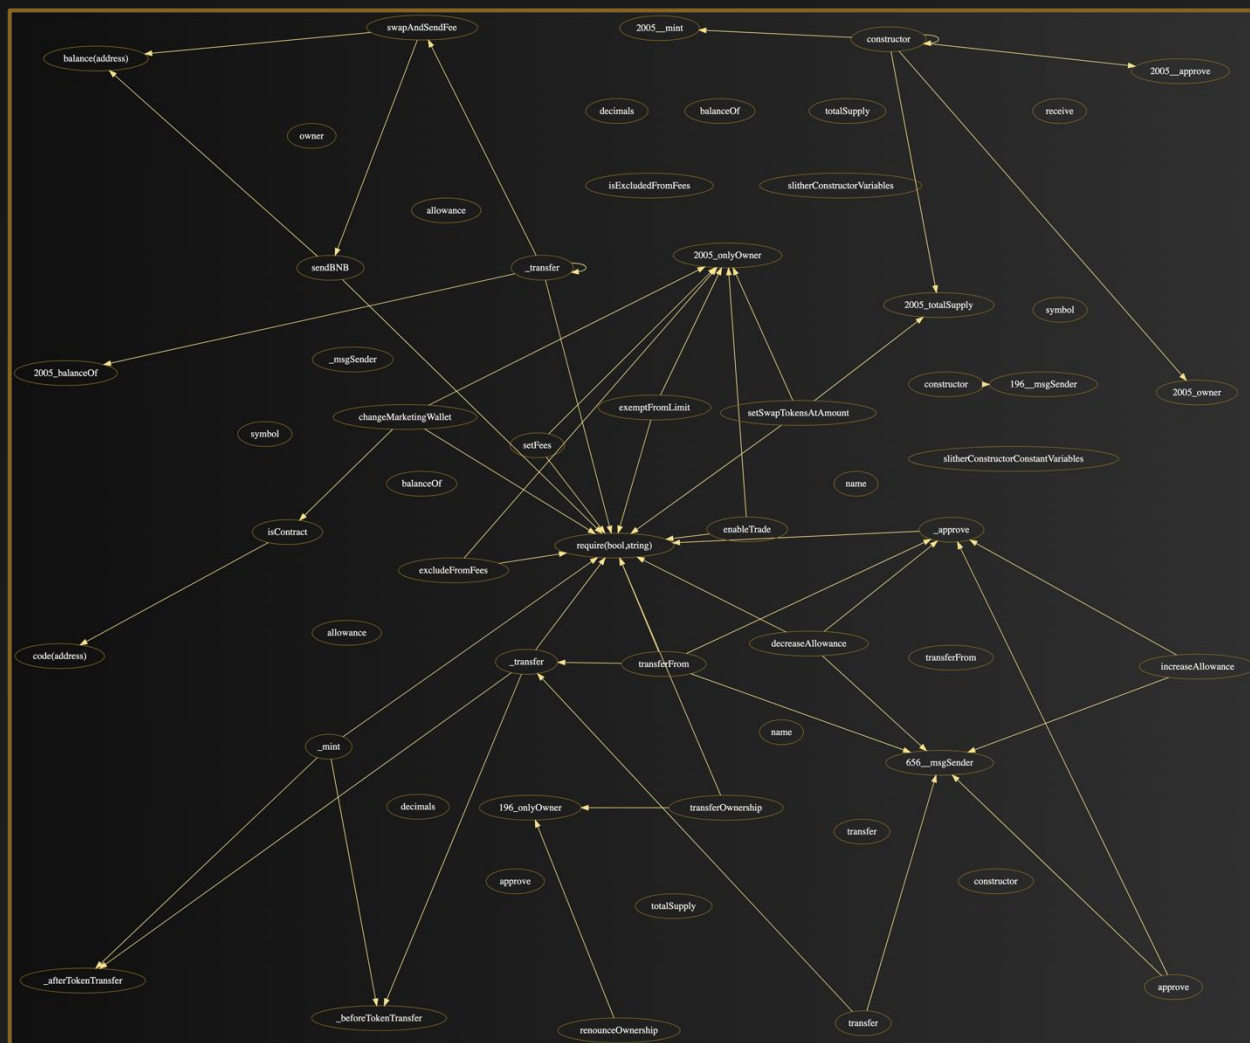 swapAndSendFee
2005__mint
constructor
balance(address)
2005__approve
decimals
balanceOf
totalSupply
receive
owner
isExcludedFromFees
slitherConstructorVariables
allowance
2005_onlyOwner
sendBNB
_transfer
2005_totalSupply
symbol
_msgSender
2005_balanceOf
constructor
196__msgSender
2005_owner
exemptFromLimit
changeMarketingWallet
setSwapTokensAtAmount
symbol
setFees
slitherConstructorConstantVariables
balanceOf
name
isContract
enableTrade
_approve
require(bool,string)
excludeFromFees
allowance
decreaseAllowance
code(address)
_transfer
transferFrom
transferFrom
increaseAllowance
name
_mint
656__msgSender
decimals
196_onlyOwner
transferOwnership
transfer
approve
constructor
totalSupply
_afterTokenTransfer
approve
_beforeTokenTransfer
renounceOwnership
transfer